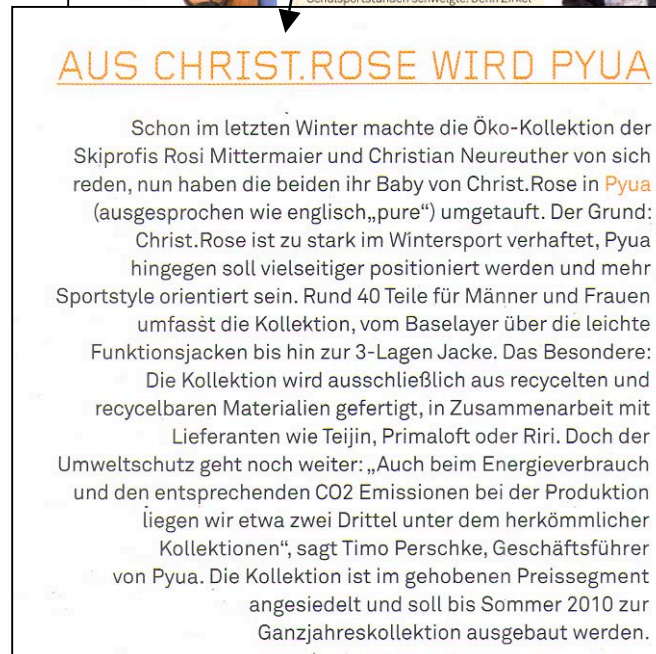 Schulsportstunden schweigte. Denn Zirkel
AUS CHRIST.ROSE WIRD PYUA
Schon im letzten Winter machte die Öko-Kollektion der
Skiprofis Rosi Mittermaier und Christian Neureuther von sich
reden, nun haben die beiden ihr Baby von Christ.Rose in Pyua
(ausgesprochen wie englisch„pure“) umgetauft. Der Grund:
Christ.Rose ist zu stark im Wintersport verhaftet, Pyua
hingegen soll vielseitiger positioniert werden und mehr
Sportstyle orientiert sein. Rund 40 Teile für Männer und Frauen
umfasst die Kollektion, vom Baselayer über die leichte
Funktionsjacken bis hin zur 3-Lagen Jacke. Das Besondere:
Die Kollektion wird ausschließlich aus recycelten und
recycelbaren Materialien gefertigt, in Zusammenarbeit mit
Lieferanten wie Teijin, Primaloft oder Riri. Doch der
Umweltschutz geht noch weiter: „Auch beim Energieverbrauch
und den entsprechenden CO2 Emissionen bei der Produktion
liegen wir etwa zwei Drittel unter dem herkömmlicher
Kollektionen“, sagt Timo Perschke, Geschäftsführer
von Pyua. Die Kollektion ist im gehobenen Preissegment
angesiedelt und soll bis Sommer 2010 zur
Ganzjahreskollektion ausgebaut werden.